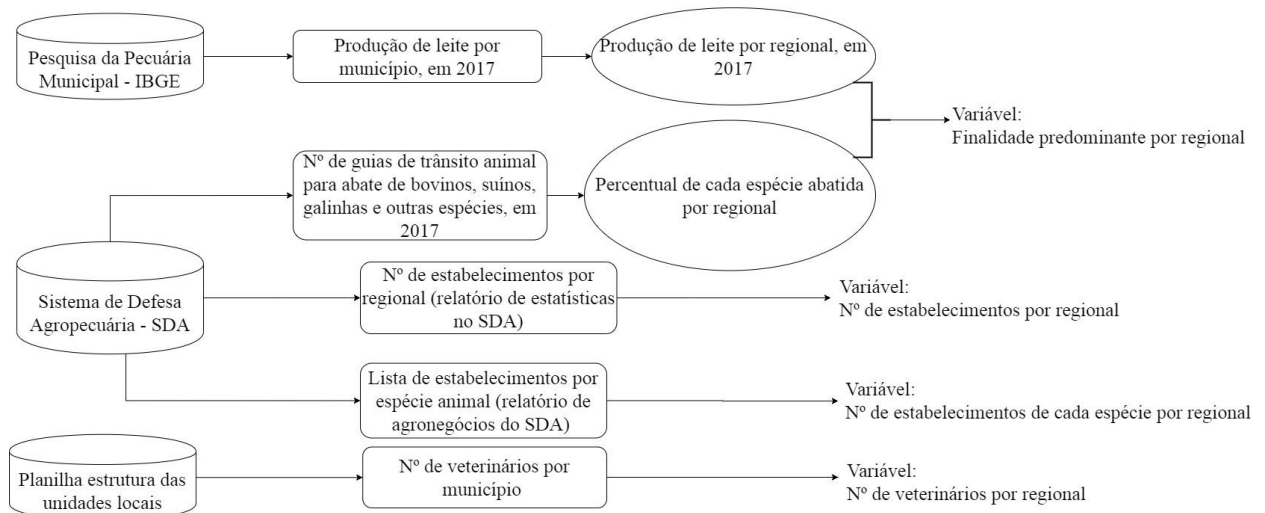 Pesquisa da Pecuária
Municipal - IBGE
Produção de leite por
município, em 2017
Produção de leite por regional, em
2017
Variável:
Finalidade predominante por regional
Nº de guias de trânsito animal
para abate de bovinos, suínos,
galinhas e outras espécies, em
2017
Percentual de cada espécie abatida
por regional
Sistema de Defesa
Agropecuária - SDA
Nº de estabelecimentos por
regional (relatório de estatísticas
no SDA)
Variável:
Nº de estabelecimentos por regional
Lista de estabelecimentos por
espécie animal (relatório de
agronegócios do SDA)
Variável:
Nº de estabelecimentos de cada espécie por regional
Planilha estrutura das
unidades locais
Nº de veterinários por
município
Variável:
Nº de veterinários por regional